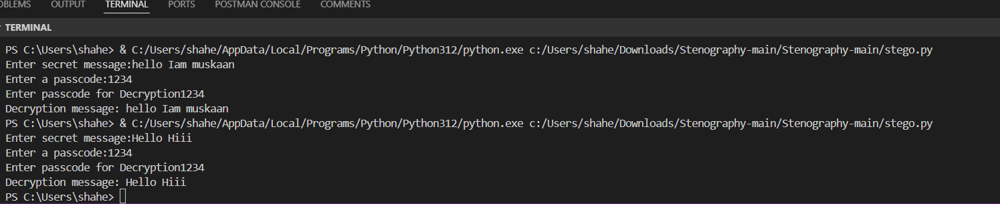 OUTPUT TERMINAL PORTS POSTMAN CONSOLE COMMENTS
TERMINAL
PS C:\Users\shahe> & C:/Users/shahe/AppData/Local/Programs/Python/Python312/python.exe c:/Users/shahe/Downloads/Stenography-main/Stenography-main/stego.py
Enter secret message:hello Iam muskaan
Enter a passcode:1234
Enter passcode for Decryption1234
Decryption message: hello Iam muskaan
PS C:\Users\shahe> & C:/Users/shahe/AppData/Local/Programs/Python/Python312/python.exe c:/Users/shahe/Downloads/Stenography-main/Stenography-main/stego.py
Enter secret message:Hello Hiii
Enter a passcode:1234
Enter passcode for Decryption1234
Decryption message: Hello Hiii
PS C:\Users\shahe>